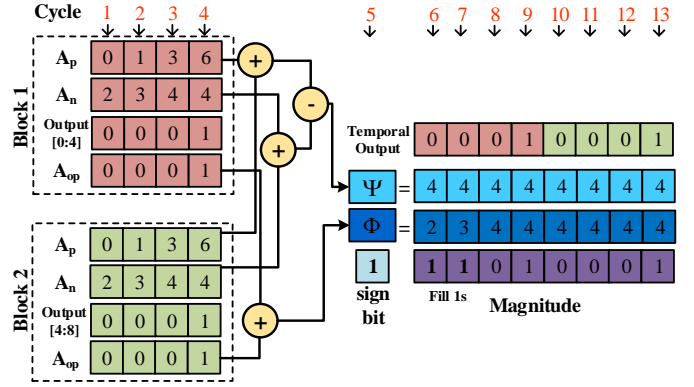 Cycle 1 2 3 4 5 6 7 8 9 10 11 12 13
Block 1
Ap 0 1 3 6
An 2 3 4 4
Output [0:4] 0 0 0 1
Aop 0 0 0 1
+
-
+
Temporal Output 0 0 0 1 0 0 0 1
Ψ = 4 4 4 4 4 4 4 4
Φ = 2 3 4 4 4 4 4 4
1 1 1 0 1 0 0 0 1
sign bit
Fill 1s
Magnitude
Block 2
Ap 0 1 3 6
An 2 3 4 4
Output [4:8] 0 0 0 1
Aop 0 0 0 1
+